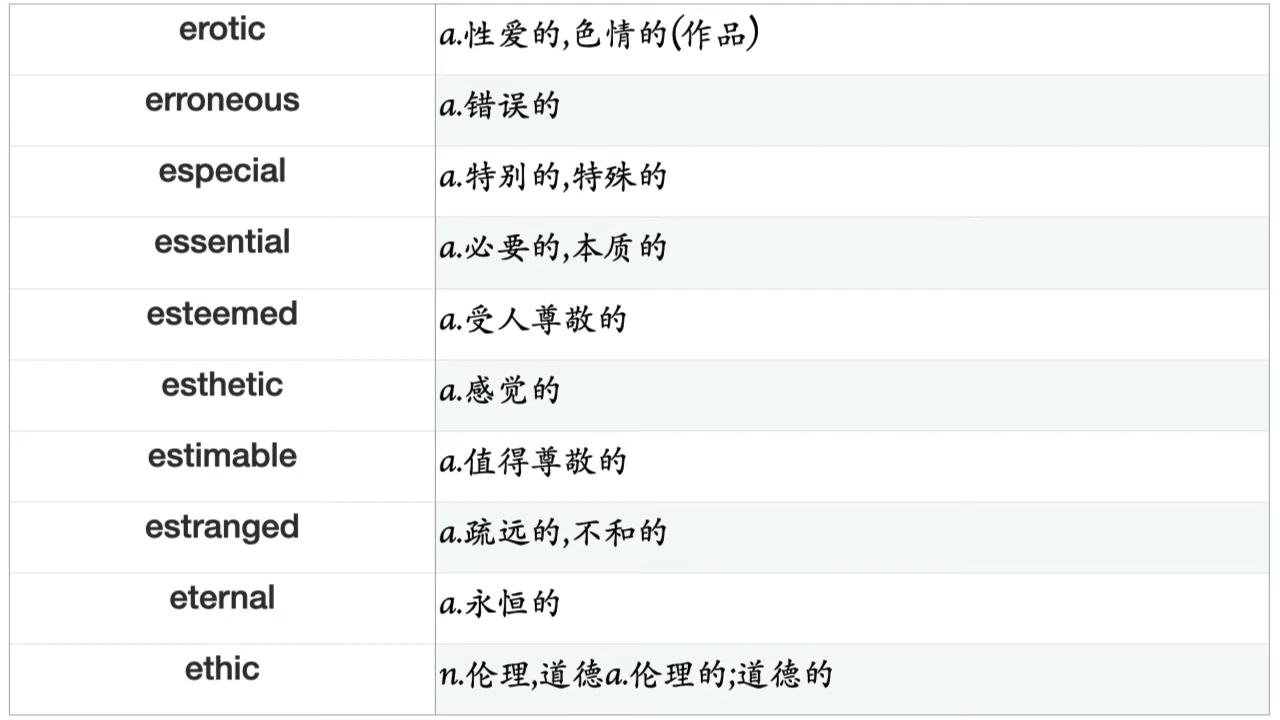 erotic a.性爱的,色情的(作品)
erroneous a.错误的
especial a.特别的,特殊的
essential a.必要的,本质的
esteemed a.受人尊敬的
esthetic a.感觉的
estimable a.值得尊敬的
estranged a.疏远的,不和的
eternal a.永恒的
ethic n.伦理,道德a.伦理的;道德的